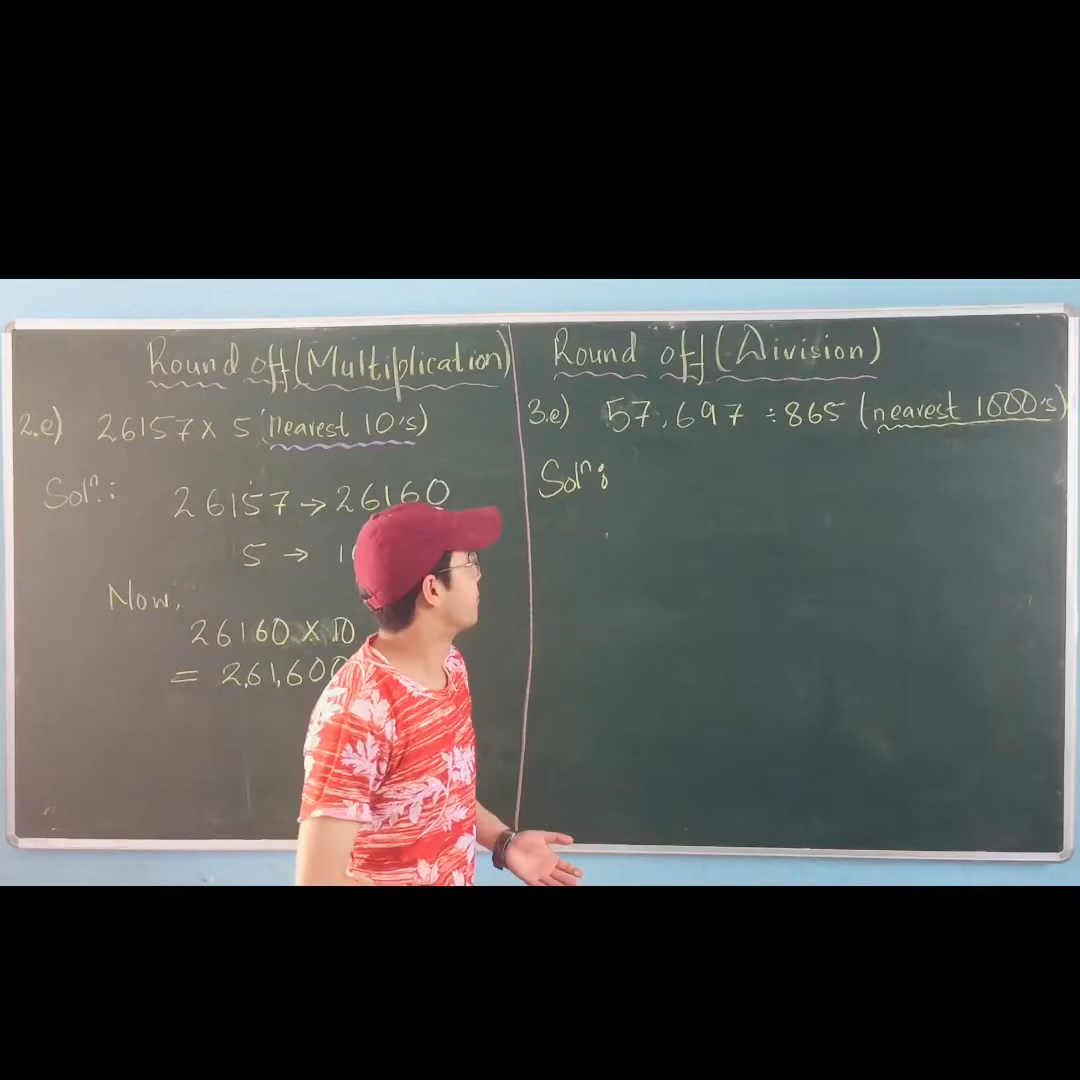 Round off (Multiplication)
2.e) 26157 x 5 (nearest 10's)
Solⁿ.:
26157 → 26160
5 → 1
Now,
26160 x 10
= 2,61,600
Round off (Division)
3.e) 57,697 ÷ 865 (nearest 1000's)
Solⁿ: